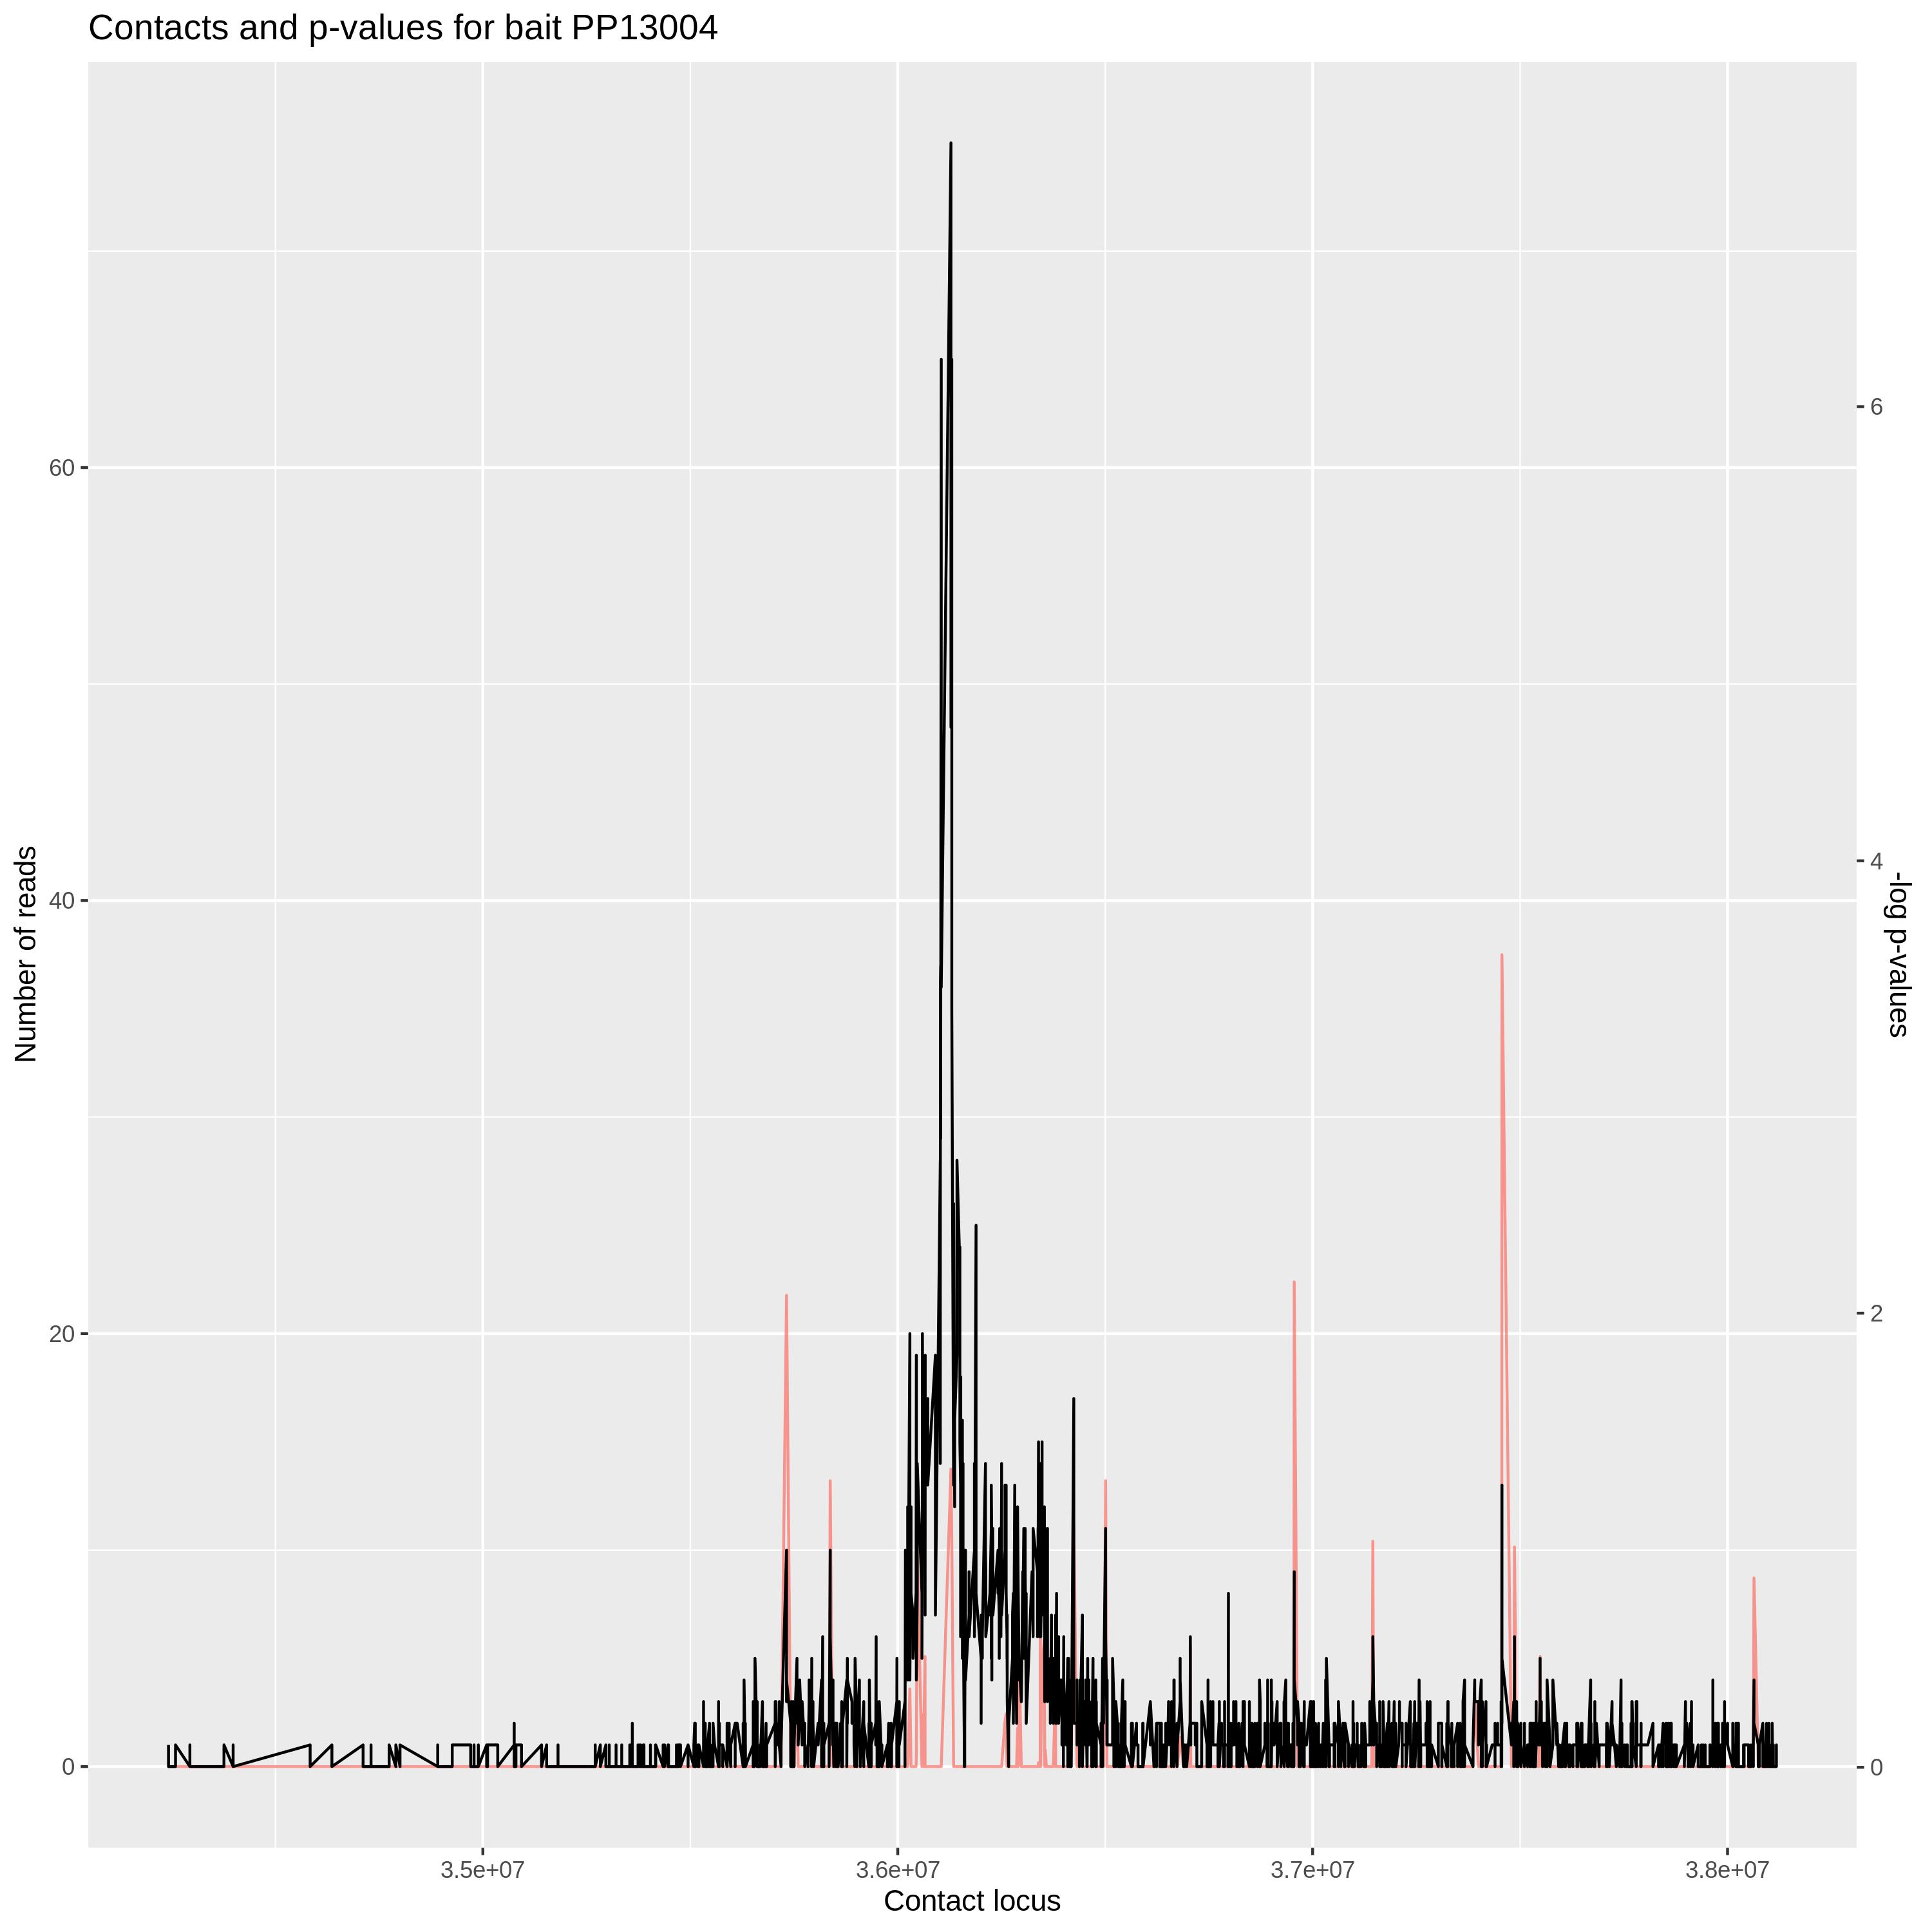 Contacts and p-values for bait PP13004
Number of reads
60
40
20
0
6
4
2
0
-log p-values
3.5e+07
3.6e+07
3.7e+07
3.8e+07
Contact locus